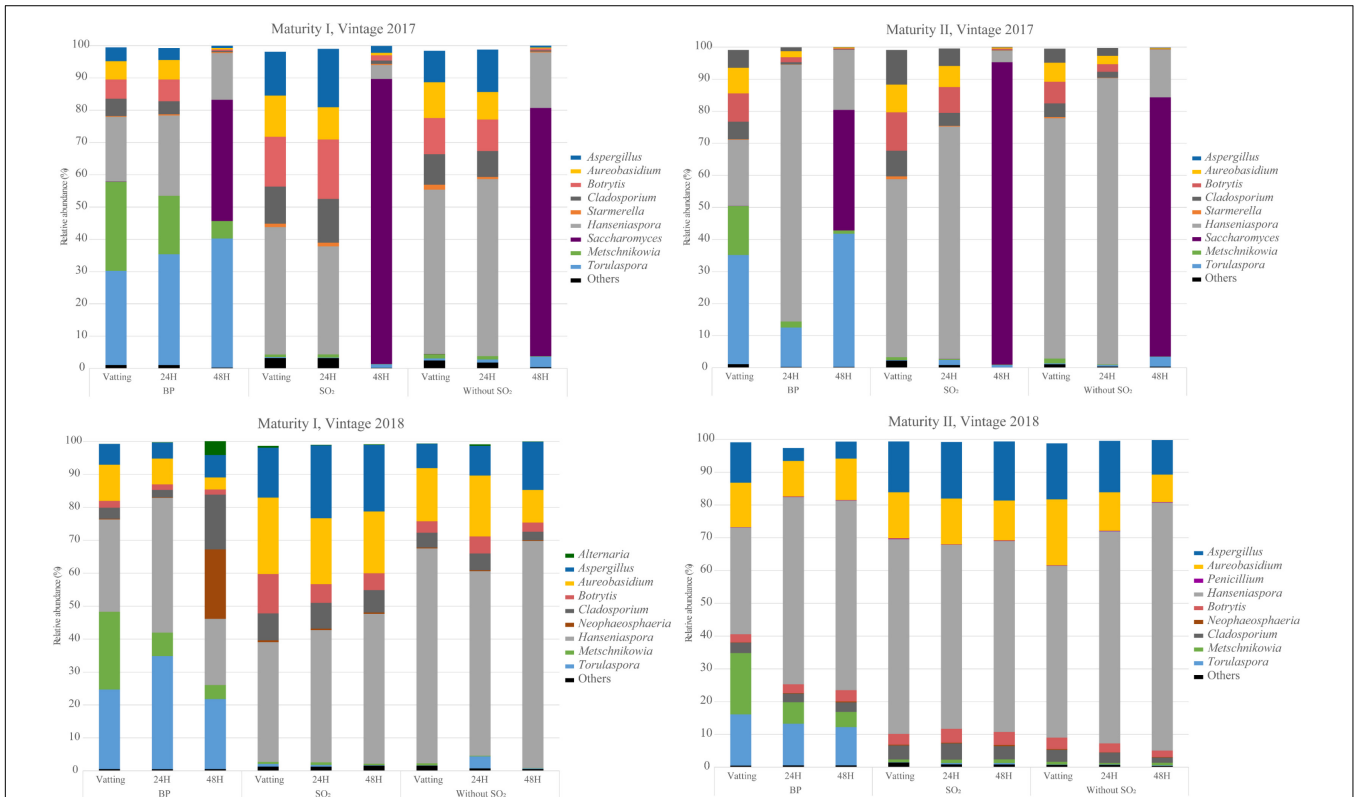 Maturity I, Vintage 2017
Relative abundance (%)
100
90
80
70
60
50
40
30
20
10
0
Vatting 24H 48H Vatting 24H 48H Vatting 24H 48H
BP SO₂ Without SO₂
Aspergillus
Aureobasidium
Botrytis
Cladosporium
Starmerella
Hanseniaspora
Saccharomyces
Metschnikowia
Torulaspora
Others
Maturity II, Vintage 2017
Relative abundance (%)
100
90
80
70
60
50
40
30
20
10
0
Vatting 24H 48H Vatting 24H 48H Vatting 24H 48H
BP SO₂ Without SO₂
Aspergillus
Aureobasidium
Botrytis
Cladosporium
Starmerella
Hanseniaspora
Saccharomyces
Metschnikowia
Torulaspora
Others
Maturity I, Vintage 2018
Relative abundance (%)
100
90
80
70
60
50
40
30
20
10
0
Vatting 24H 48H Vatting 24H 48H Vatting 24H 48H
BP SO₂ Without SO₂
Alternaria
Aspergillus
Aureobasidium
Botrytis
Cladosporium
Neophaeosphaeria
Hanseniaspora
Metschnikowia
Torulaspora
Others
Maturity II, Vintage 2018
Relative abundance (%)
100
90
80
70
60
50
40
30
20
10
0
Vatting 24H 48H Vatting 24H 48H Vatting 24H 48H
BP SO₂ Without SO₂
Aspergillus
Aureobasidium
Penicillium
Hanseniaspora
Botrytis
Neophaeosphaeria
Cladosporium
Metschnikowia
Torulaspora
Others